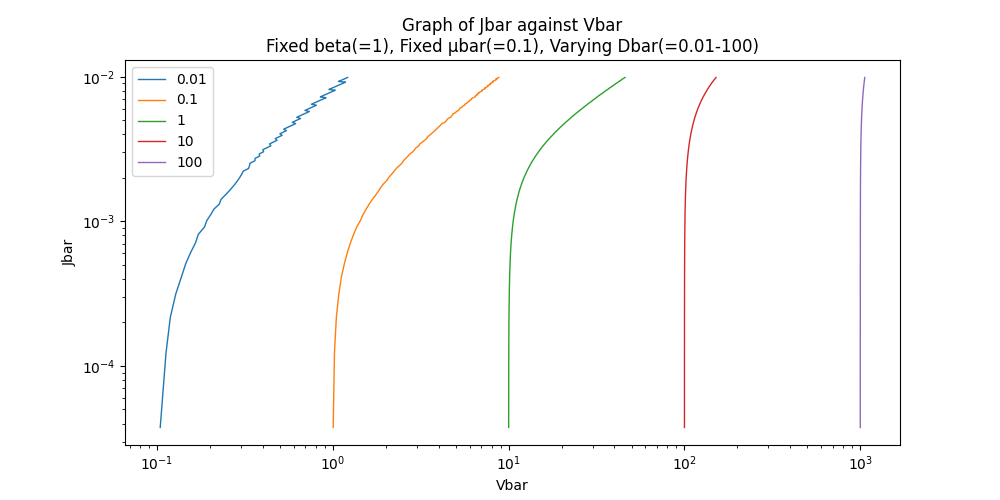 Graph of Jbar against Vbar
Fixed beta(=1), Fixed μbar(=0.1), Varying Dbar(=0.01-100)
0.01
0.1
1
10
100
10⁻²
10⁻³
10⁻⁴
Jbar
10⁻¹ 10⁰ 10¹ 10² 10³
Vbar